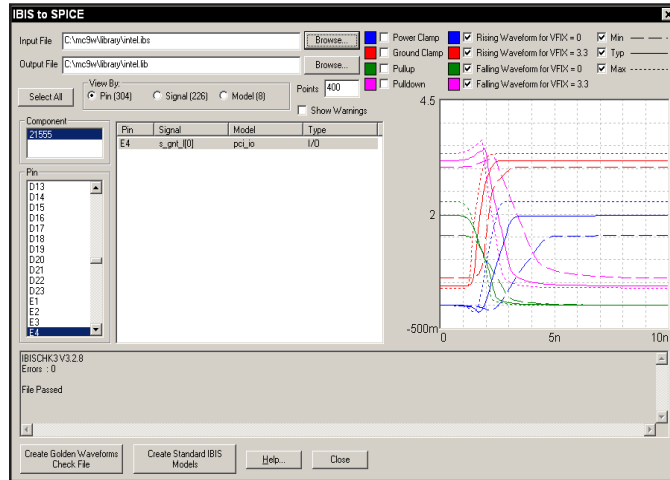 IBIS to SPICE
Input File C:\mc9w\library\intel.ibs Browse...
Output File C:\mc9w\library\intel.lib Browse...
Select All
View By:
Pin (304) Signal (226) Model (8)
Points 400
Show Warnings
Power Clamp
Ground Clamp
Pullup
Pulldown
Rising Waveform for VFIX = 0
Rising Waveform for VFIX = 3.3
Falling Waveform for VFIX = 0
Falling Waveform for VFIX = 3.3
Min
Typ
Max
Component
21555
Pin
D13
D14
D15
D16
D17
D18
D19
D20
D21
D22
D23
E1
E2
E3
E4
Pin Signal Model Type
E4 s_gnt_l[0] pci_io I/O
4.5
2
-500m
0 5n 10n
IBISCHK3 V3.2.8
Errors : 0
File Passed
Create Golden Waveforms
Check File
Create Standard IBIS
Models
Help...
Close